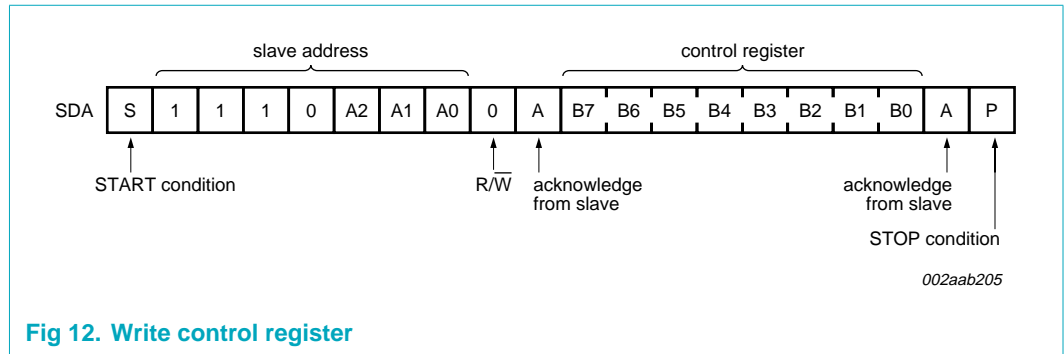 slave address control register
SDA S 1 1 1 0 A2 A1 A0 0 A B7 B6 B5 B4 B3 B2 B1 B0 A P
START condition R/W̅ acknowledge from slave acknowledge from slave
STOP condition
002aab205
Fig 12. Write control register